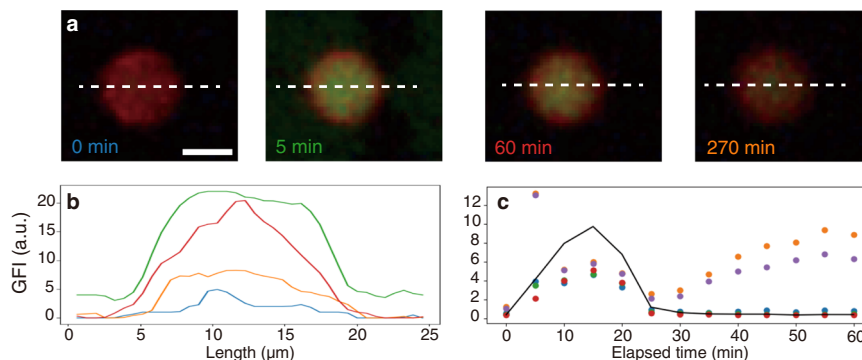 a
0 min
5 min
60 min
270 min
b
GFI (a.u.)
20
15
10
5
0
0 5 10 15 20 25
Length (µm)
c
12
10
8
6
4
2
0
0 10 20 30 40 50 60
Elapsed time (min)